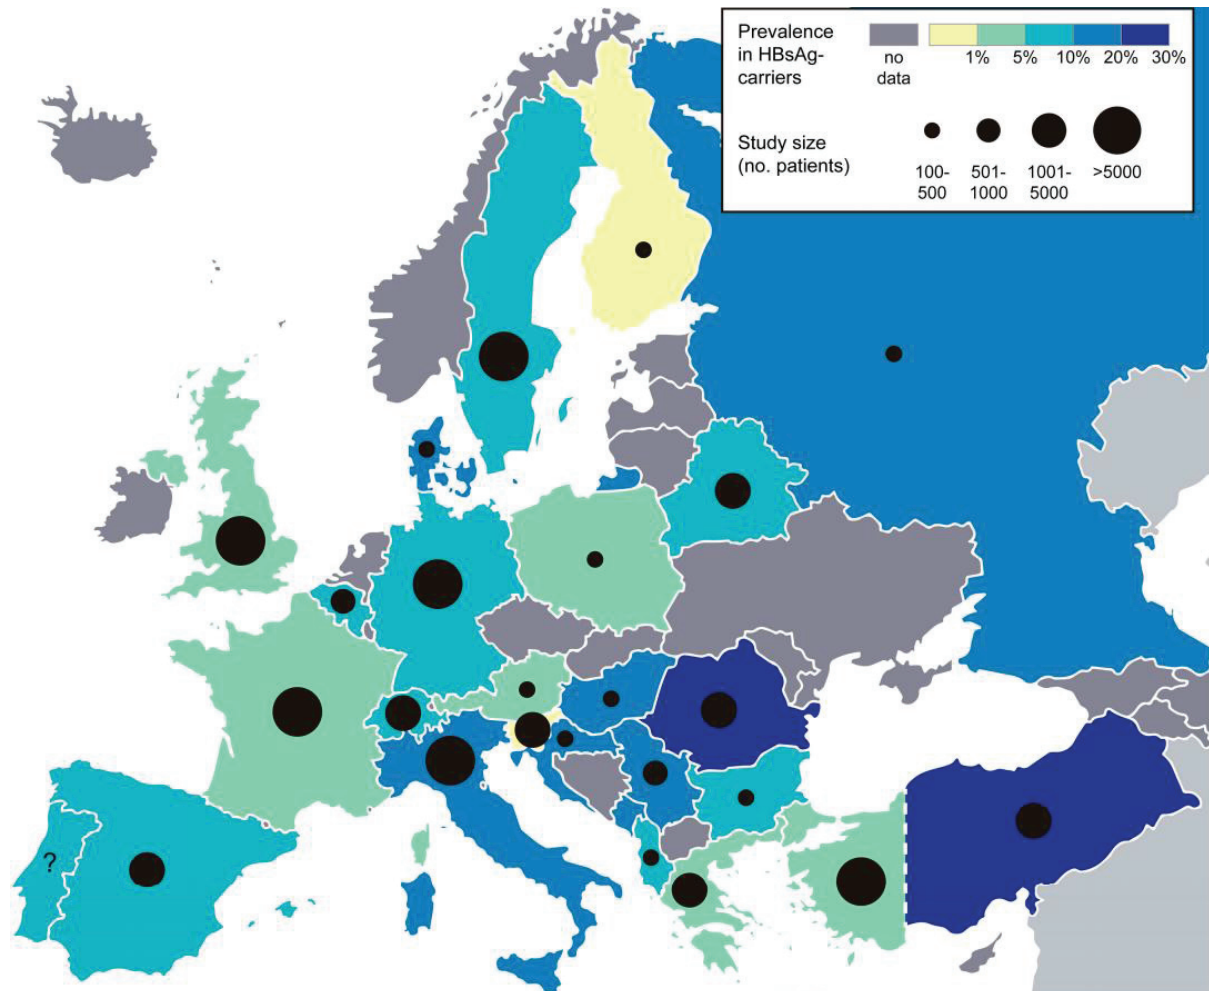 Prevalence
in HBsAg-
carriers
no
data
1%
5%
10%
20%
30%
Study size
(no. patients)
100-
500
501-
1000
1001-
5000
>5000
?